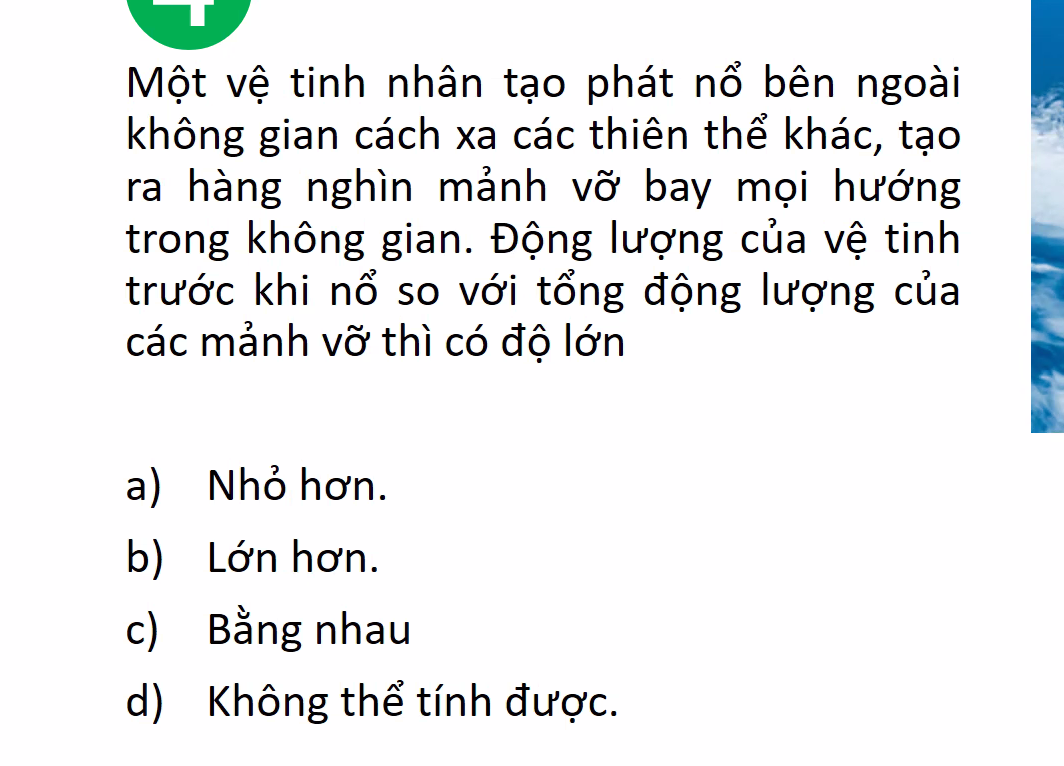 4
Một vệ tinh nhân tạo phát nổ bên ngoài
không gian cách xa các thiên thể khác, tạo
ra hàng nghìn mảnh vỡ bay mọi hướng
trong không gian. Động lượng của vệ tinh
trước khi nổ so với tổng động lượng của
các mảnh vỡ thì có độ lớn
a) Nhỏ hơn.
b) Lớn hơn.
c) Bằng nhau
d) Không thể tính được.